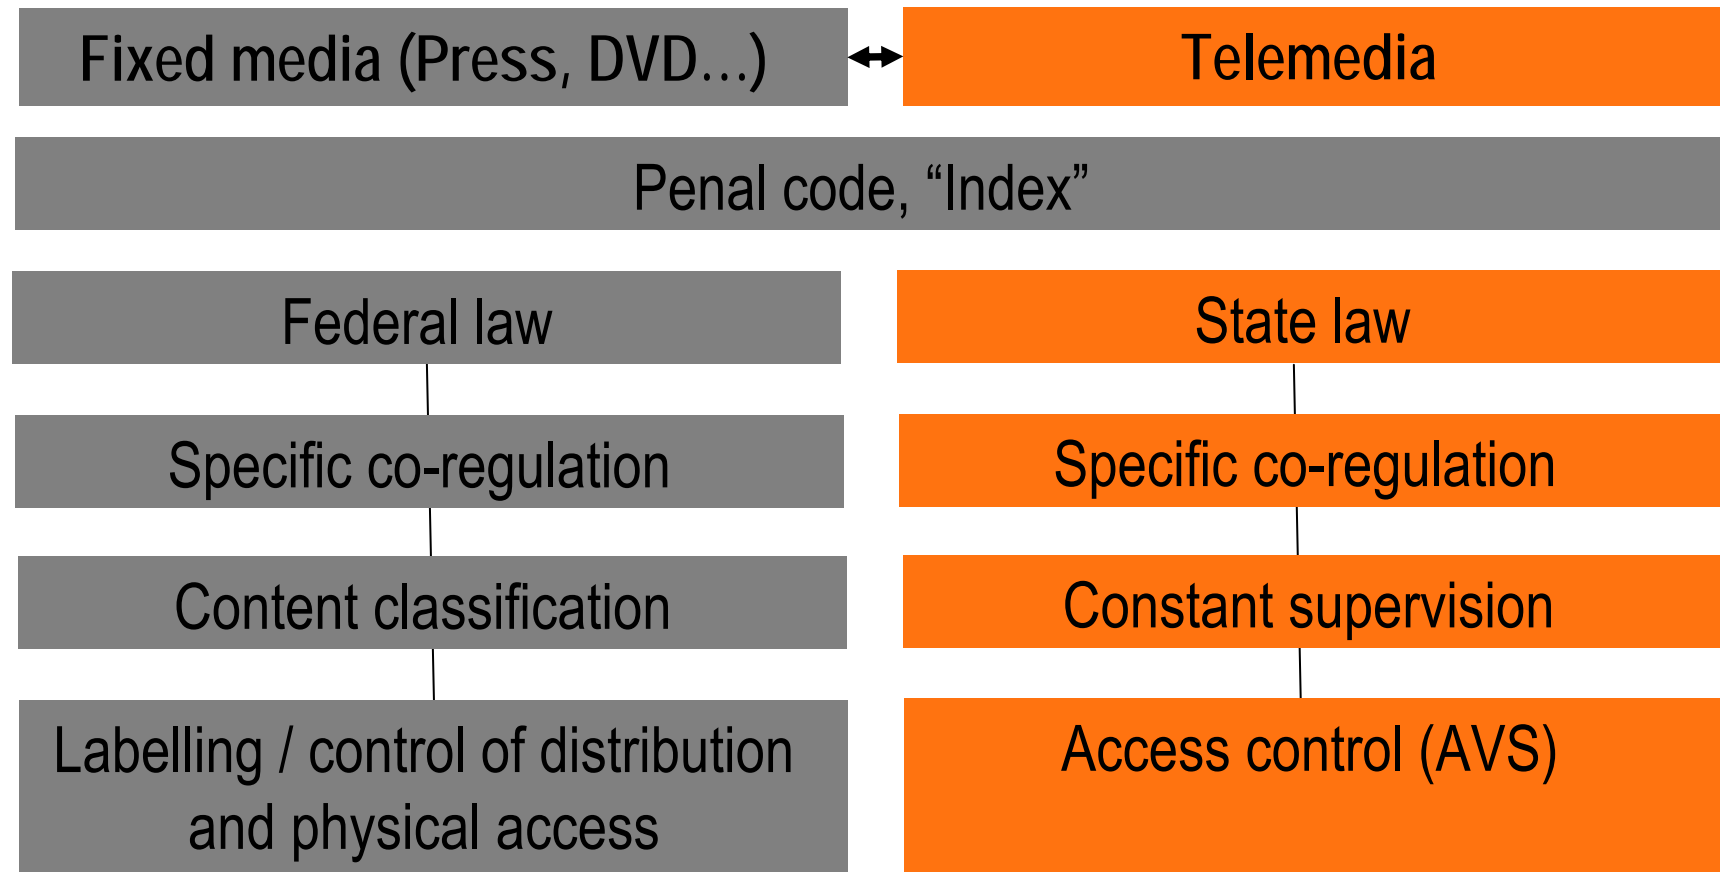 Fixed media (Press, DVD…)
Telemedia
Penal code, “Index”
Federal law
State law
Specific co-regulation
Specific co-regulation
Content classification
Constant supervision
Labelling / control of distribution
and physical access
Access control (AVS)